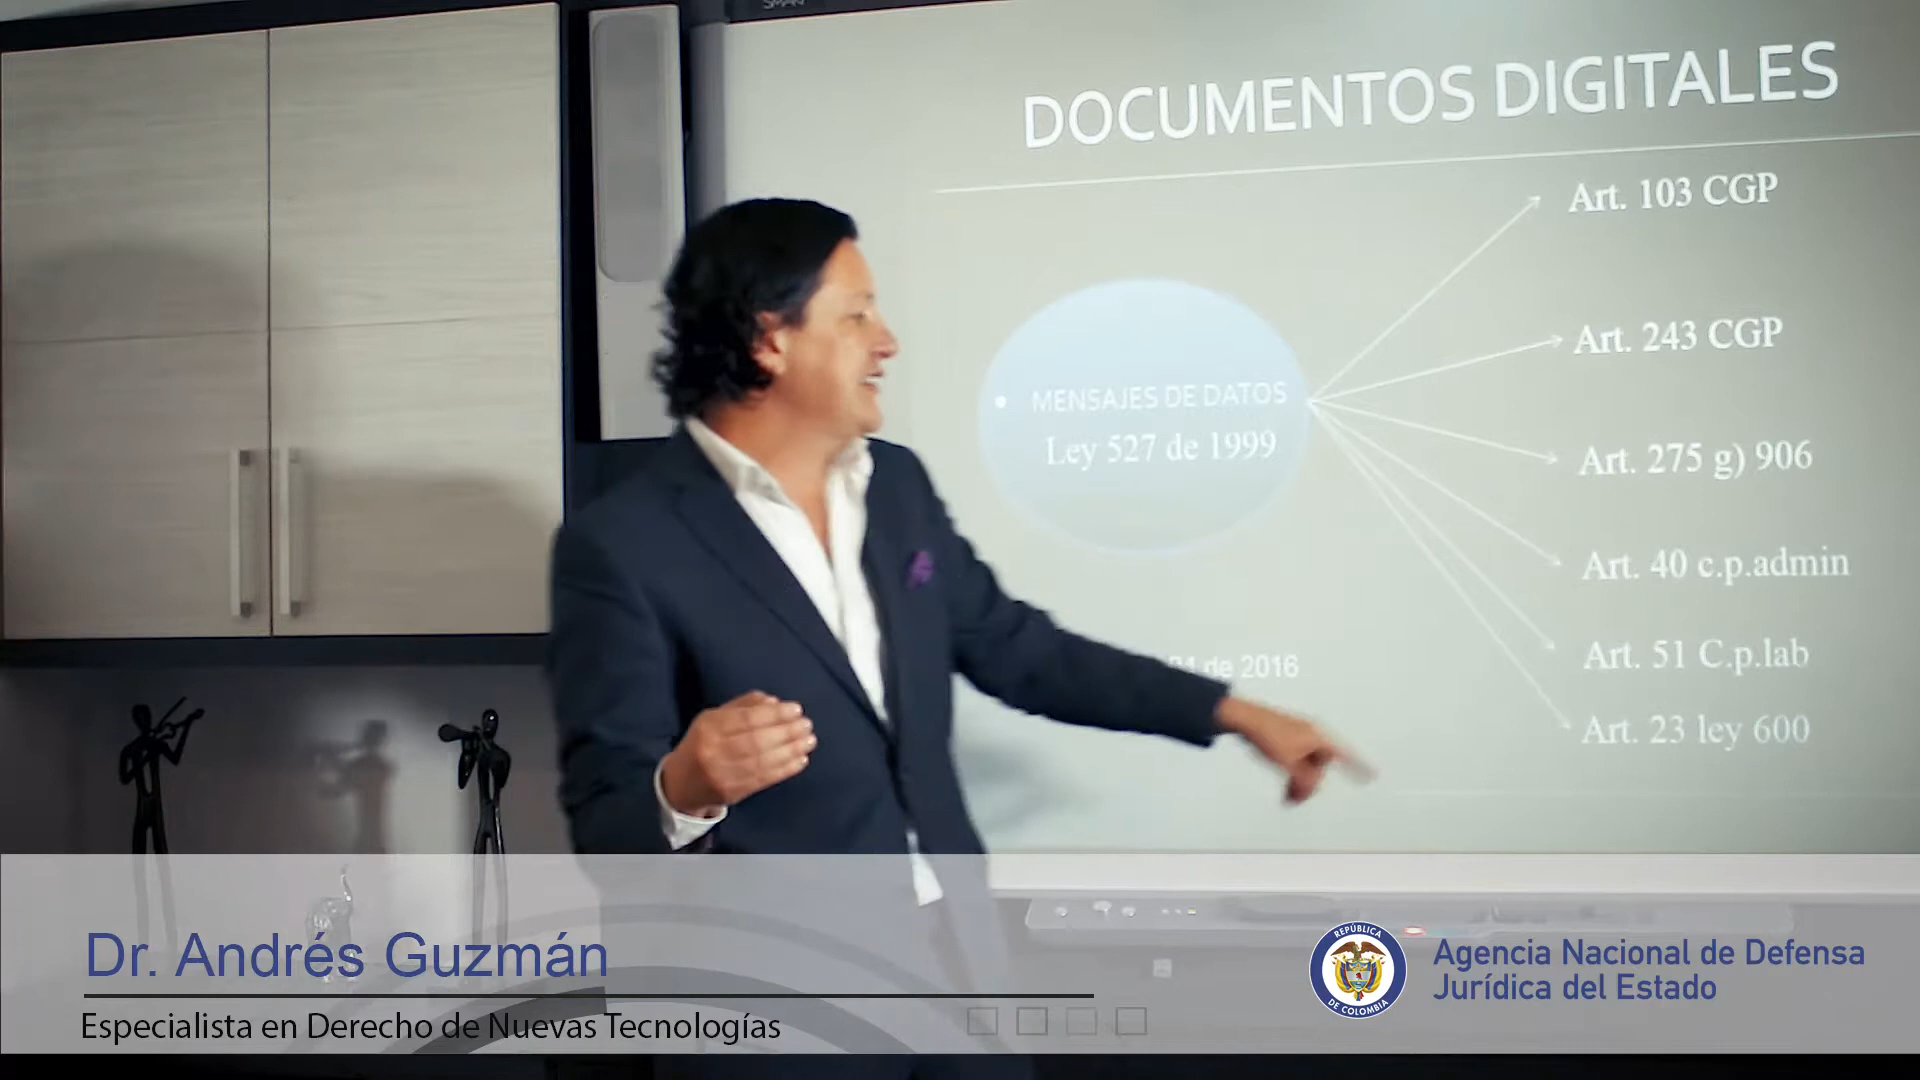 DOCUMENTOS DIGITALES
Art. 103 CGP
Art. 243 CGP
• MENSAJES DE DATOS
Ley 527 de 1999
Art. 275 g) 906
Art. 40 c.p.admin
Art. 51 C.p.lab
de 2016
Art. 23 ley 600
Dr. Andrés Guzmán
Especialista en Derecho de Nuevas Tecnologías
REPÚBLICA
DE COLOMBIA
Agencia Nacional de Defensa
Jurídica del Estado